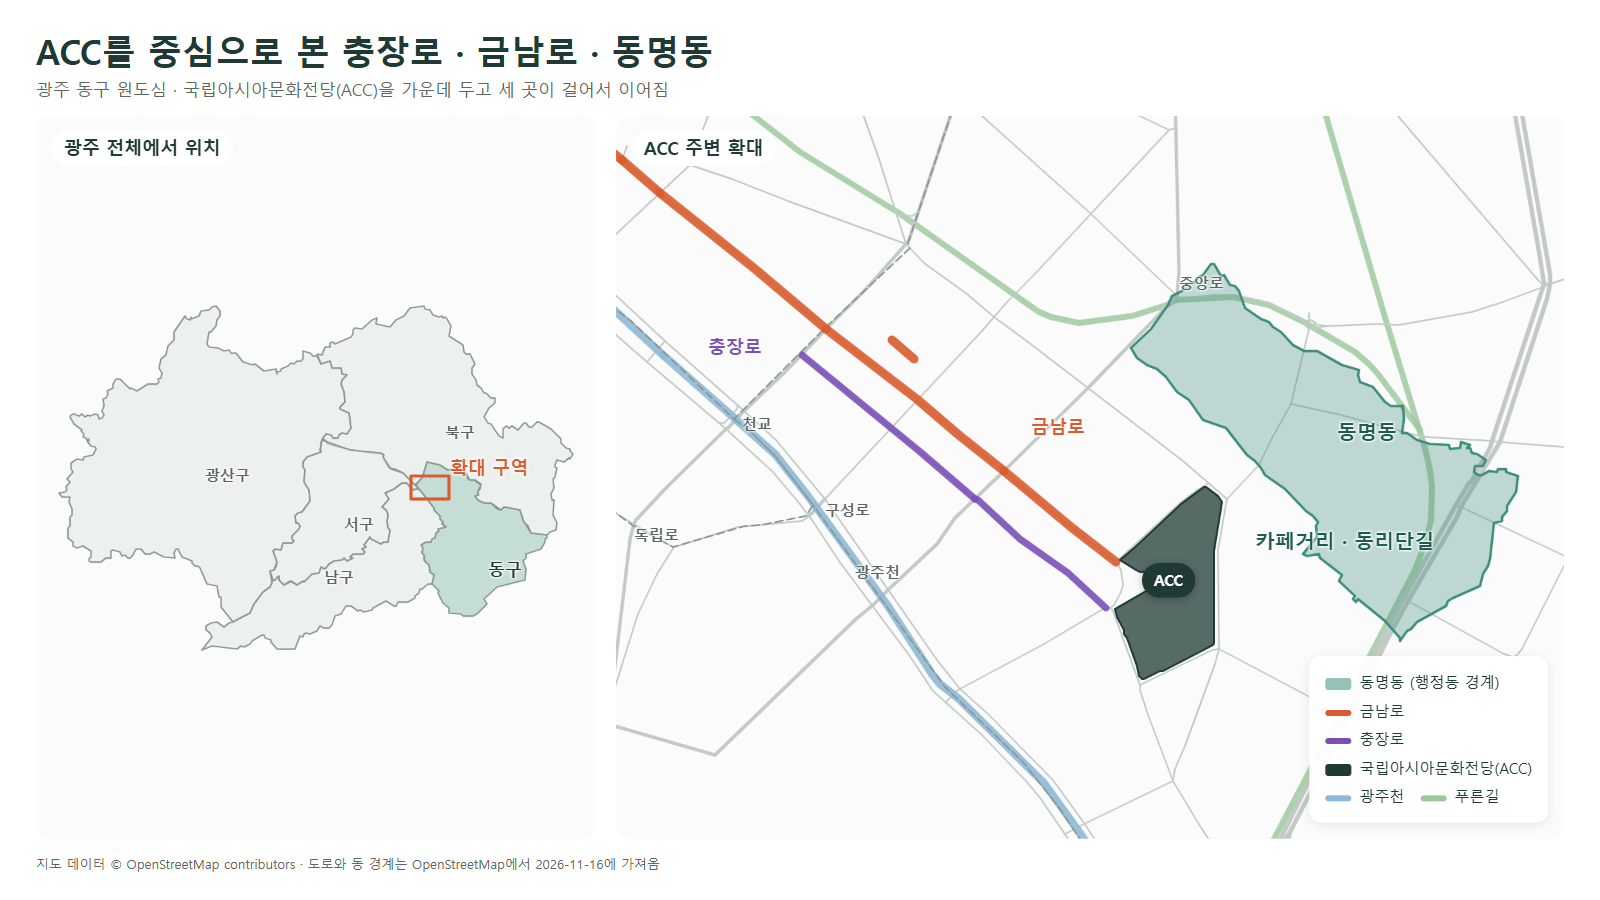 ACC를 중심으로 본 충장로 · 금남로 · 동명동
광주 동구 원도심 · 국립아시아문화전당(ACC)을 가운데 두고 세 곳이 걸어서 이어짐
광주 전체에서 위치
북구
확대 구역
광산구
서구
동구
남구
ACC 주변 확대
중앙로
충장로
천교
금남로
동명동
구성로
독립로
카페거리 · 동리단길
광주천
ACC
동명동 (행정동 경계)
금남로
충장로
국립아시아문화전당(ACC)
광주천 푸른길
지도 데이터 © OpenStreetMap contributors · 도로와 동 경계는 OpenStreetMap에서 2026-11-16에 가져옴